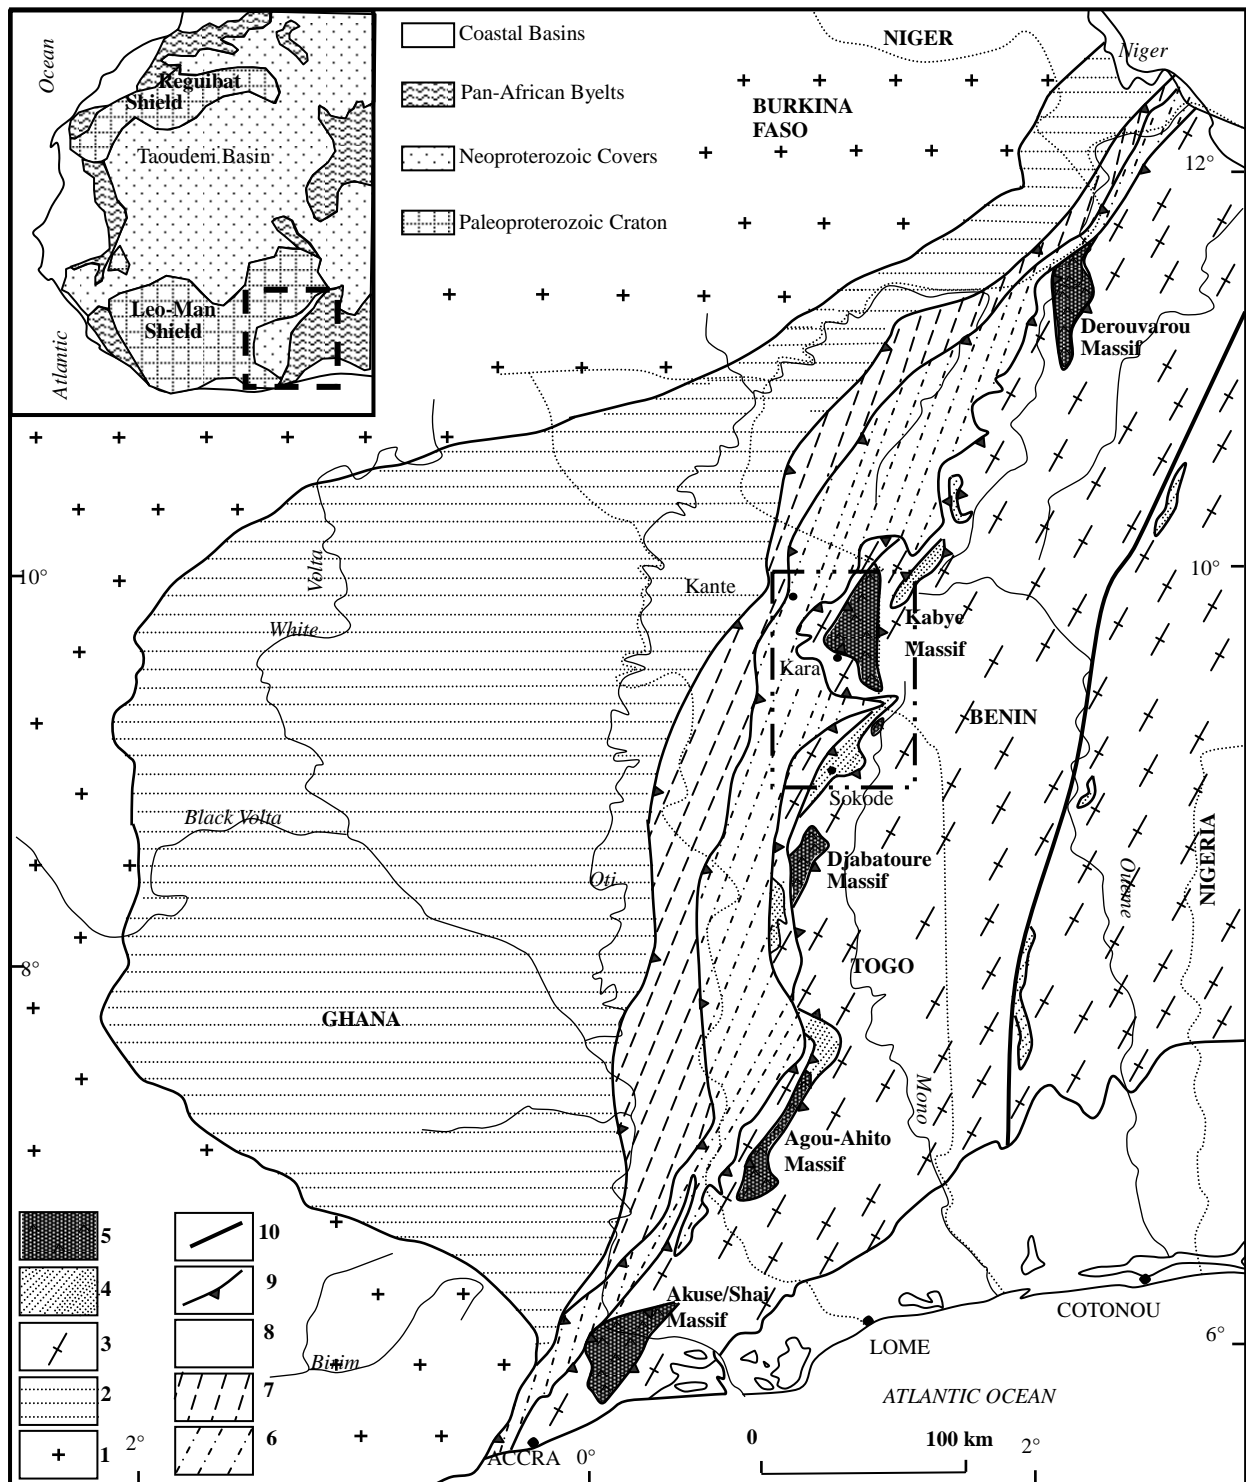 Ocean
Reguibat
Shield
Taoudeni Basin
Leo-Man
Shield
Atlantic
Coastal Basins
Pan-African Byelts
Neoproterozoic Covers
Paleoproterozoic Craton
NIGER
Niger
BURKINA
FASO
12°
Derouvarou
Massif
10°
10°
Volta
White
Kante
Kabye
Massif
Kara
BENIN
Sokode
Black Volta
Oti
Djabatoure
Massif
Oueme
NIGERIA
8°
TOGO
GHANA
Mono
Agou-Ahito
Massif
Akuse/Shai
Massif
COTONOU
LOME
6°
Birim
ATLANTIC OCEAN
ACCRA
2°
0°
2°
0 100 km
5
4
3
2
1
10
9
8
7
6